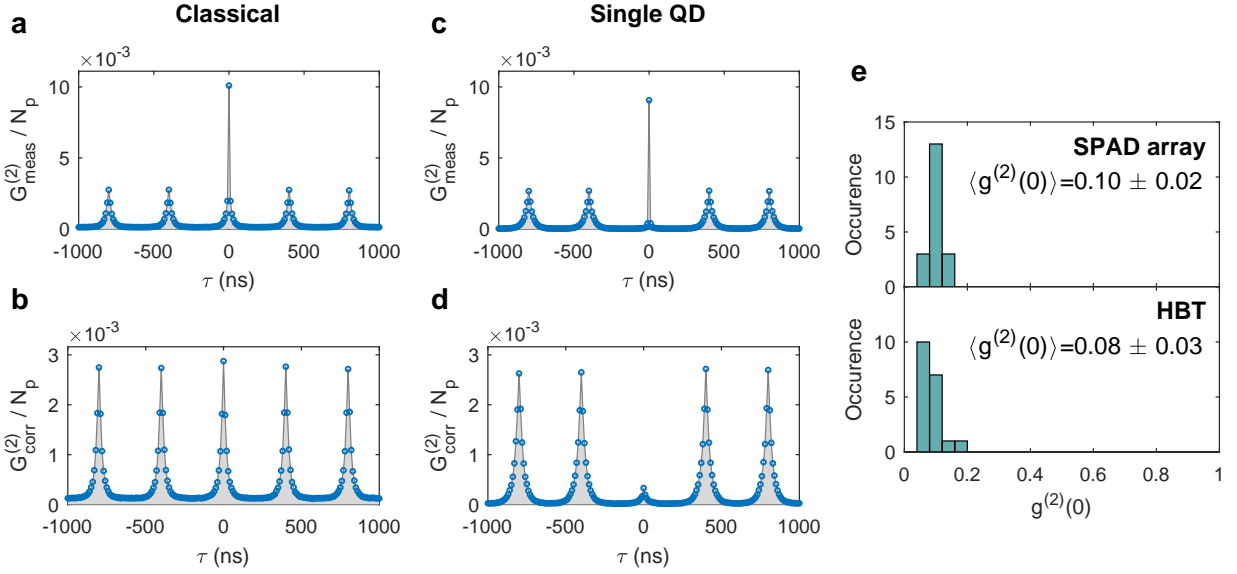 Classical
Single QD
a
×10⁻³
10
5
0
G⁽²⁾meas / Nₚ
-1000 -500 0 500 1000
τ (ns)
b
×10⁻³
3
2
1
0
G⁽²⁾corr / Nₚ
-1000 -500 0 500 1000
τ (ns)
c
×10⁻³
10
5
0
G⁽²⁾meas / Nₚ
-1000 -500 0 500 1000
τ (ns)
d
×10⁻³
3
2
1
0
G⁽²⁾corr / Nₚ
-1000 -500 0 500 1000
τ (ns)
e
15
10
5
0
Occurence
SPAD array
⟨g⁽²⁾(0)⟩=0.10 ± 0.02
10
5
0
Occurence
HBT
⟨g⁽²⁾(0)⟩=0.08 ± 0.03
0 0.2 0.4 0.6 0.8 1
g⁽²⁾(0)